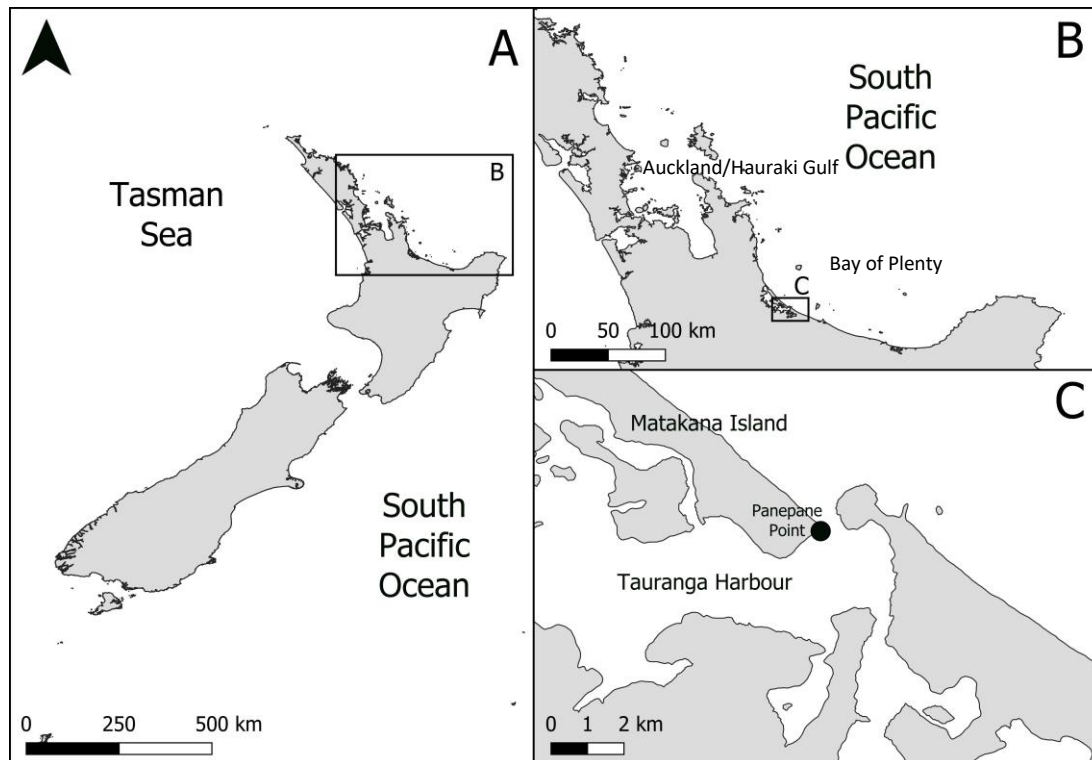 A
B
Tasman
Sea
South
Pacific
Ocean
0 250 500 km
B
South
Pacific
Ocean
Auckland/Hauraki Gulf
Bay of Plenty
C
0 50 100 km
C
Matakana Island
Panepane
Point
Tauranga Harbour
0 1 2 km